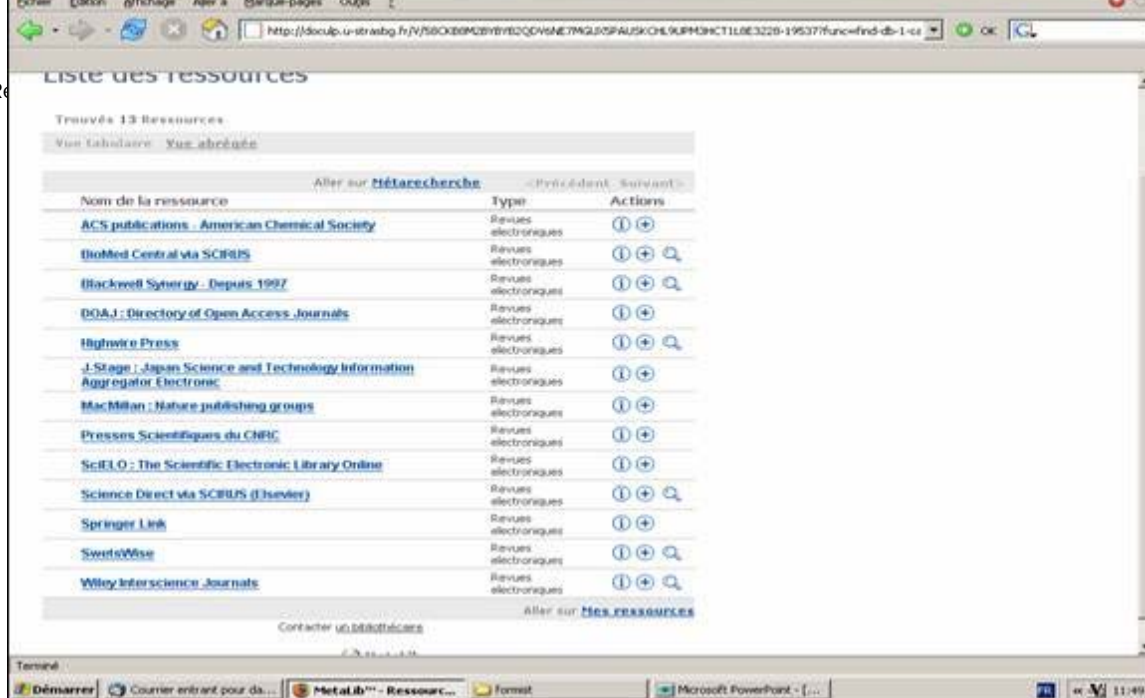 Fichier Edition Affichage Aller à Marque-pages Outils ?
OK
Liste des ressources
Trouvés 13 Ressources
Vue tabulaire Vue abrégée
Aller sur Métarecherche <Précédent Suivant>
Nom de la ressource Type Actions
ACS publications - American Chemical Society Revues electroniques
BioMed Central via SCIRUS Revues electroniques
Blackwell Synergy - Depuis 1997 Revues electroniques
DOAJ : Directory of Open Access Journals Revues electroniques
Highwire Press Revues electroniques
J-Stage : Japan Science and Technology Information
Aggregator Electronic Revues electroniques
MacMillan : Nature publishing groups Revues electroniques
Presses Scientifiques du CNRC Revues electroniques
SciELO : The Scientific Electronic Library Online Revues electroniques
Science Direct via SCIRUS (Elsevier) Revues electroniques
Springer Link Revues electroniques
SwetsWise Revues electroniques
Wiley Interscience Journals Revues electroniques
Aller sur Mes ressources
Contacter un bibliothécaire
Terminé
Démarrer Courrier entrant pour da... MetaLib™ - Ressourc... Format Microsoft PowerPoint - [...